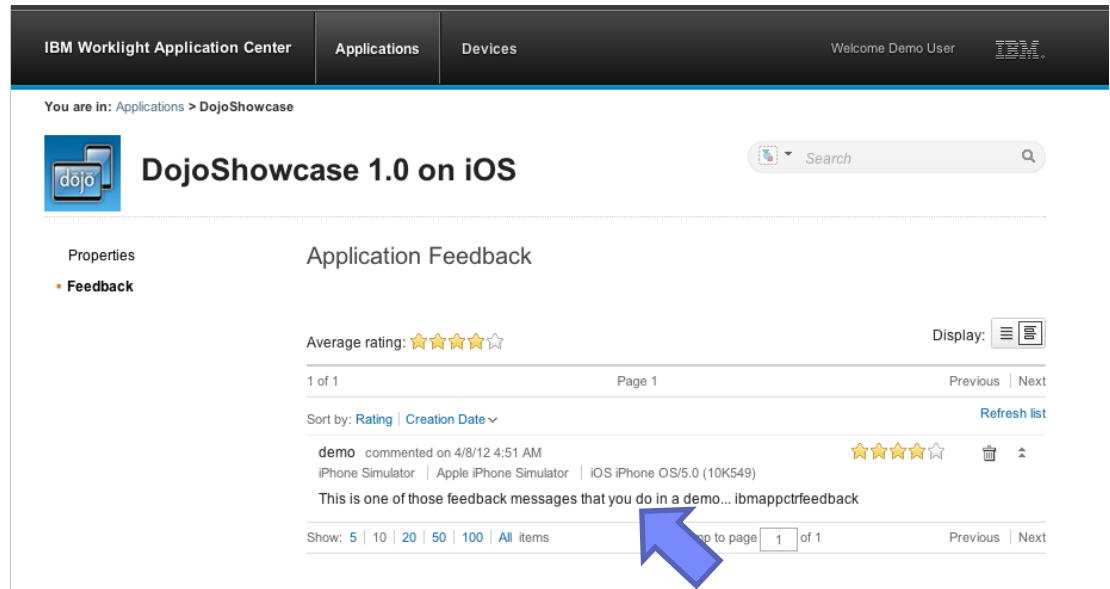 IBM Worklight Application Center Applications Devices Welcome Demo User IBM.
You are in: Applications > DojoShowcase
dōjō
DojoShowcase 1.0 on iOS
Search
Properties
Feedback
Application Feedback
Average rating:
Display:
1 of 1 Page 1 Previous Next
Sort by: Rating Creation Date
Refresh list
demo commented on 4/8/12 4:51 AM
iPhone Simulator Apple iPhone Simulator iOS iPhone OS/5.0 (10K549)
This is one of those feedback messages that you do in a demo... ibmappctrfeedback
Show: 5 10 20 50 100 All items to page 1 of 1 Previous Next